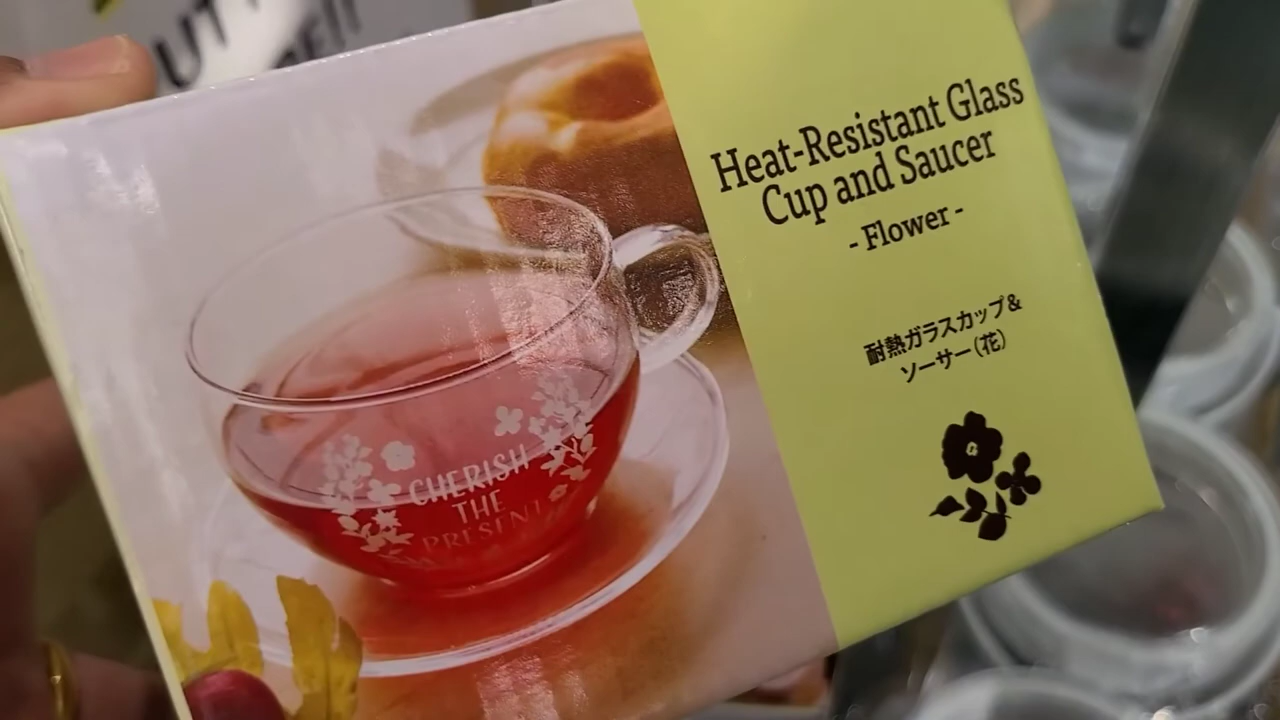 Heat-Resistant Glass
Cup and Saucer
- Flower -
耐熱ガラスカップ&
ソーサー(花)
CHERISH
THE
PRESENT